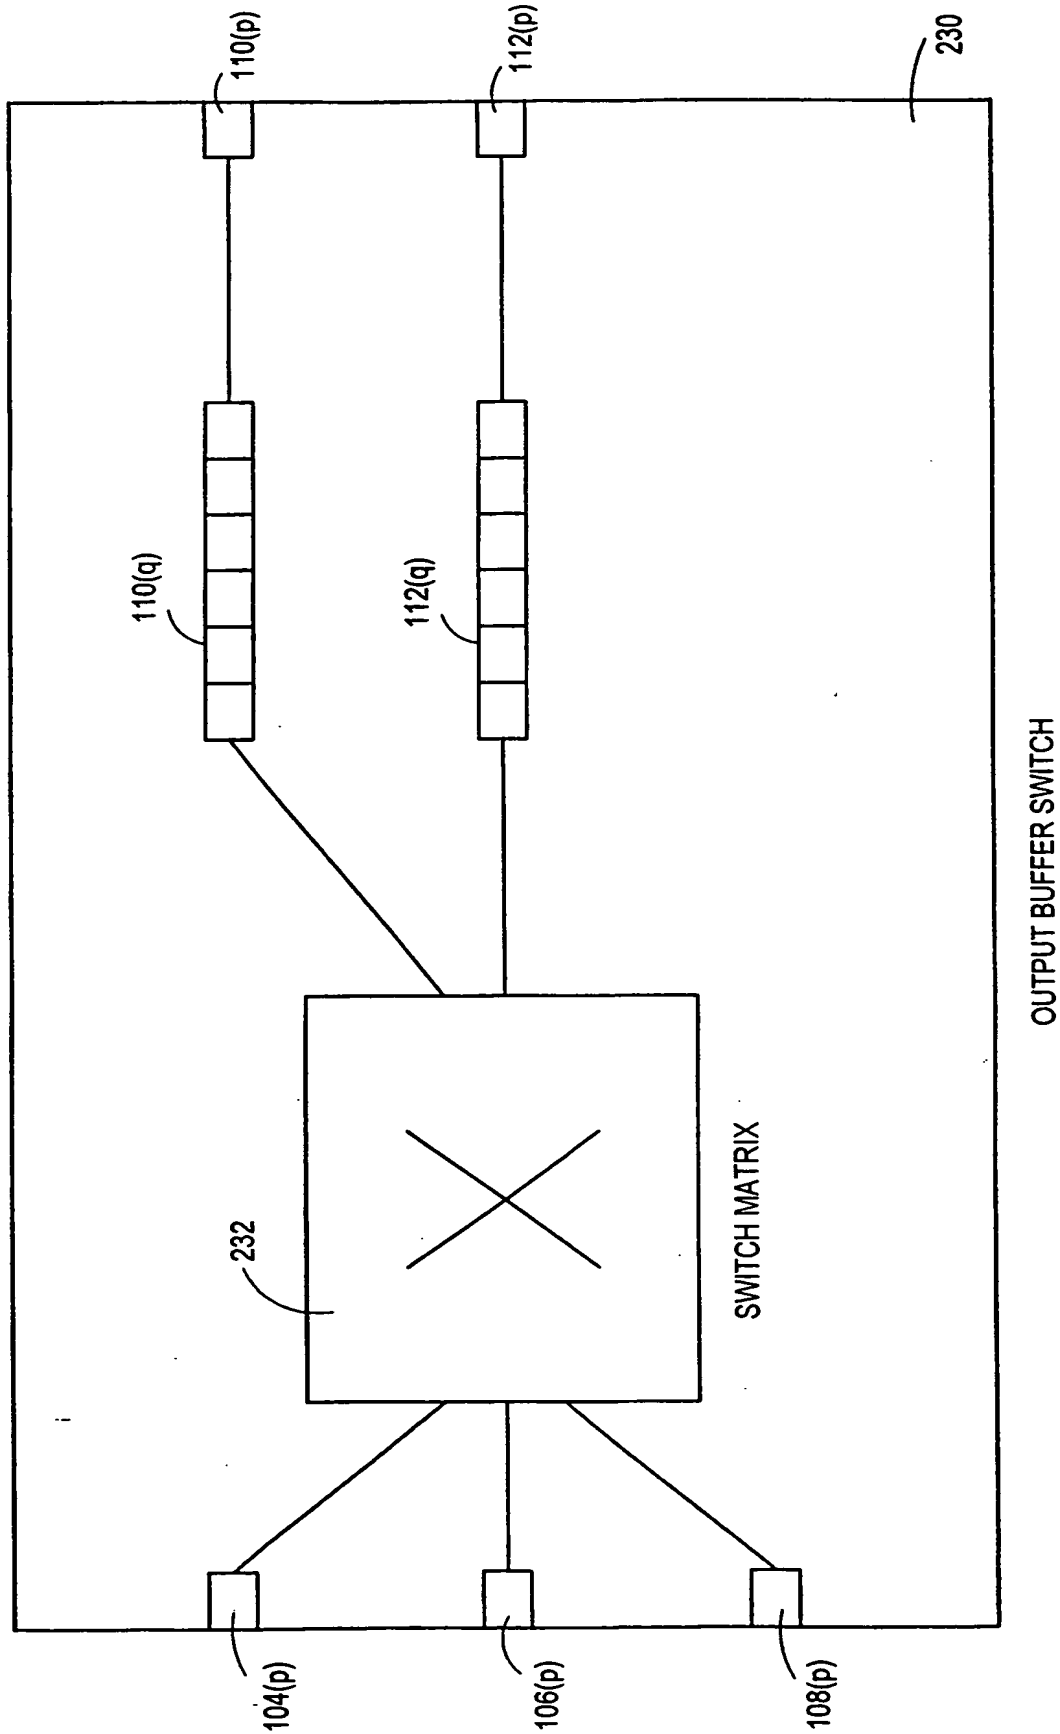 110(p)
112(p)
230
110(q)
112(q)
232
SWITCH MATRIX
104(p)
106(p)
108(p)
OUTPUT BUFFER SWITCH